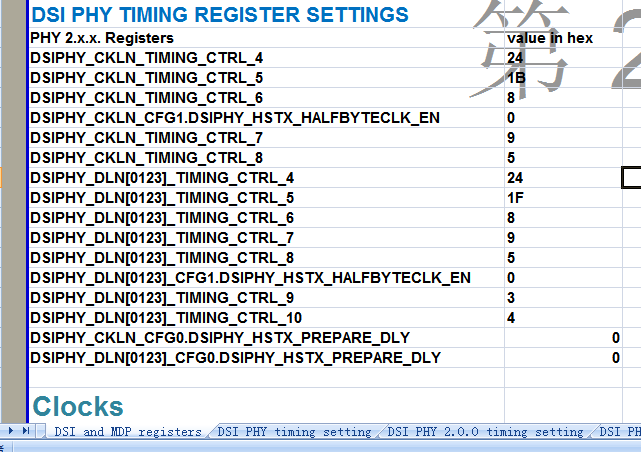 DSI PHY TIMING REGISTER SETTINGS
PHY 2.x.x. Registers value in hex
DSIPHY_CKLN_TIMING_CTRL_4 24
DSIPHY_CKLN_TIMING_CTRL_5 1B
DSIPHY_CKLN_TIMING_CTRL_6 8
DSIPHY_CKLN_CFG1.DSIPHY_HSTX_HALFBYTECLK_EN 0
DSIPHY_CKLN_TIMING_CTRL_7 9
DSIPHY_CKLN_TIMING_CTRL_8 5
DSIPHY_DLN[0123]_TIMING_CTRL_4 24
DSIPHY_DLN[0123]_TIMING_CTRL_5 1F
DSIPHY_DLN[0123]_TIMING_CTRL_6 8
DSIPHY_DLN[0123]_TIMING_CTRL_7 9
DSIPHY_DLN[0123]_TIMING_CTRL_8 5
DSIPHY_DLN[0123]_CFG1.DSIPHY_HSTX_HALFBYTECLK_EN 0
DSIPHY_DLN[0123]_TIMING_CTRL_9 3
DSIPHY_DLN[0123]_TIMING_CTRL_10 4
DSIPHY_CKLN_CFG0.DSIPHY_HSTX_PREPARE_DLY 0
DSIPHY_DLN[0123]_CFG0.DSIPHY_HSTX_PREPARE_DLY 0
第 2
Clocks
DSI and MDP registers DSI PHY timing setting DSI PHY 2.0.0 timing setting DSI PH